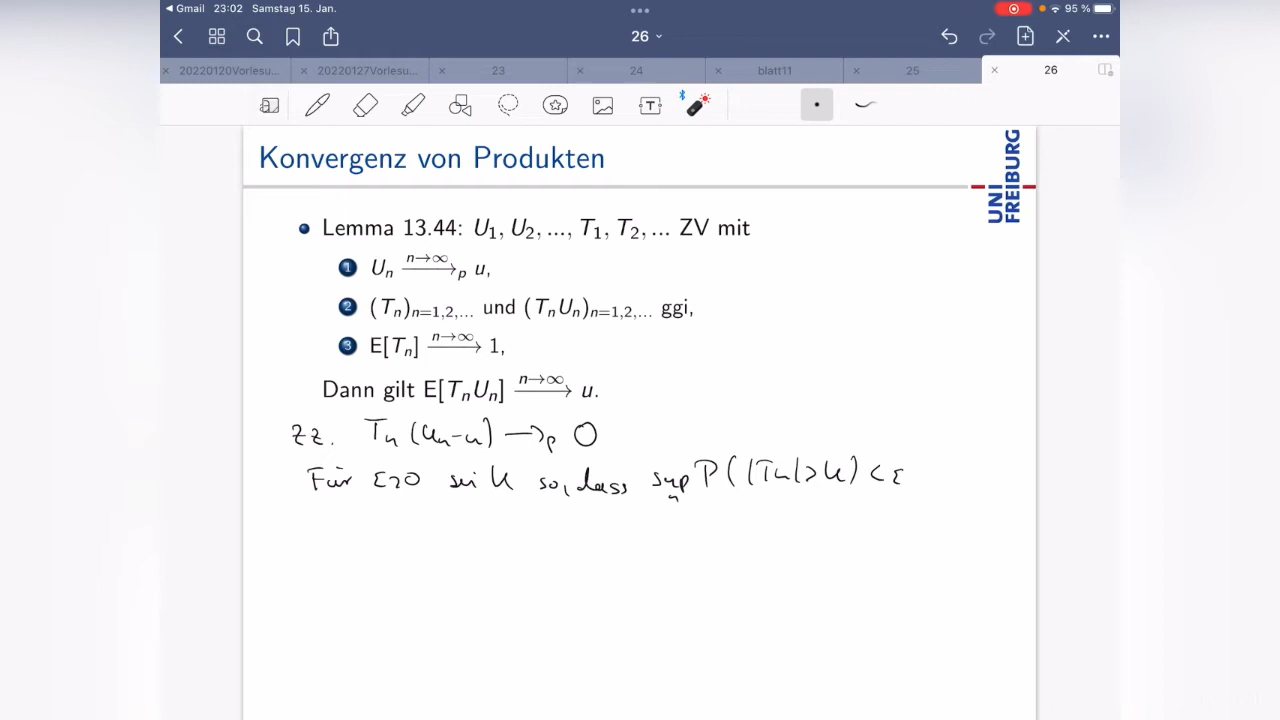 Gmail 23:02 Samstag 15. Jan. 95 %
26
20220120Vorlesu... 20220127Vorlesu... 23 24 blatt11 25 26
Konvergenz von Produkten
UNI FREIBURG
Lemma 13.44: U₁, U₂, ..., T₁, T₂, ... ZV mit
1 Uₙ —n→∞→ₚ u,
2 (Tₙ)ₙ₌₁,₂,... und (TₙUₙ)ₙ₌₁,₂,... ggi,
3 E[Tₙ] —n→∞→ 1,
Dann gilt E[TₙUₙ] —n→∞→ u.
zz. Tₙ (Uₙ-u) →ₚ 0
Für ε>0 sei K so, dass supₙ P(|Tₙ|>K) < ε